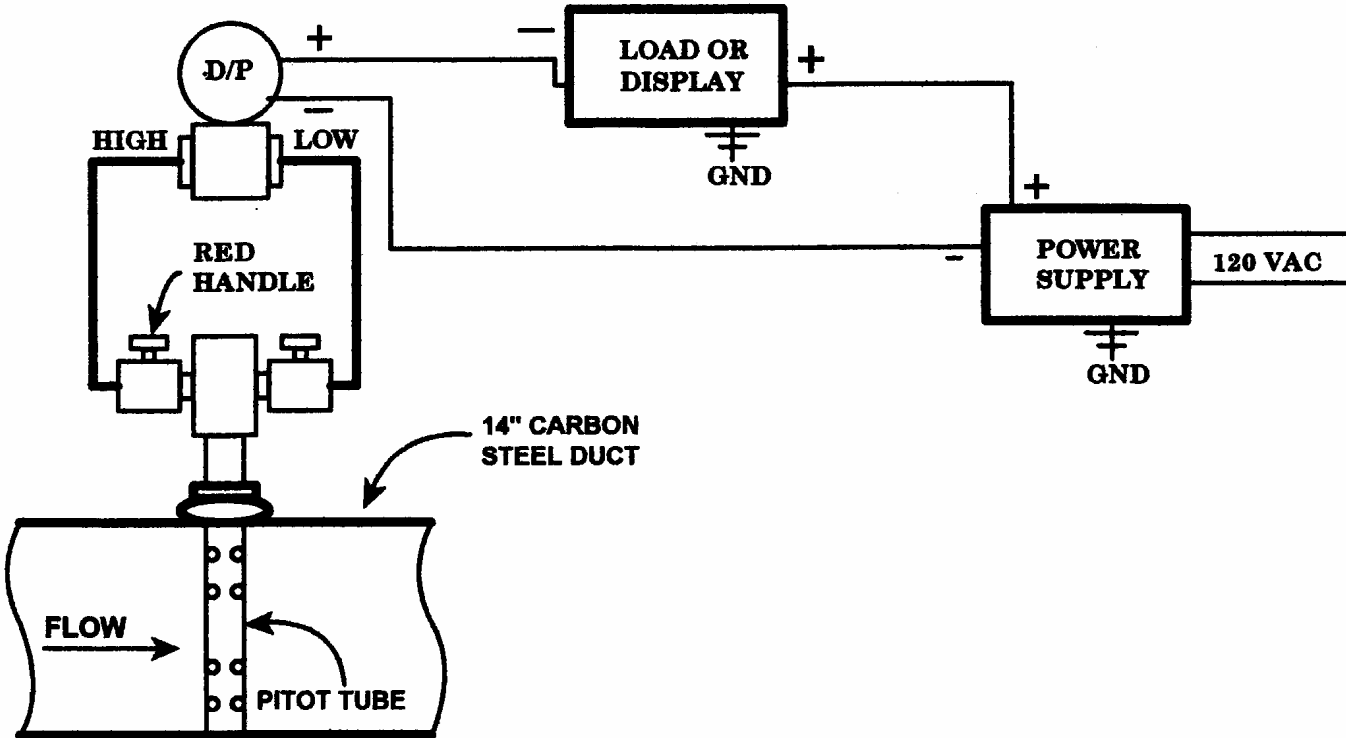 D/P
+
−
−
LOAD OR
DISPLAY
+
HIGH
LOW
GND
+
RED
HANDLE
-
POWER
SUPPLY
120 VAC
GND
14" CARBON
STEEL DUCT
FLOW
PITOT TUBE